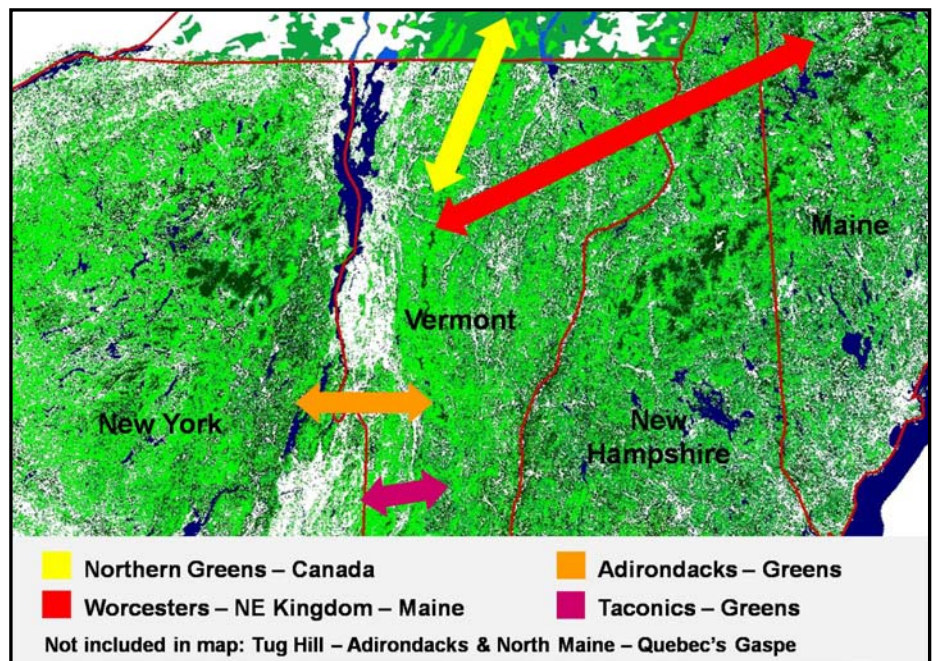 Maine
Vermont
New York
New
Hampshire
Northern Greens – Canada
Adirondacks – Greens
Worcesters – NE Kingdom – Maine
Taconics – Greens
Not included in map: Tug Hill – Adirondacks & North Maine – Quebec's Gaspe